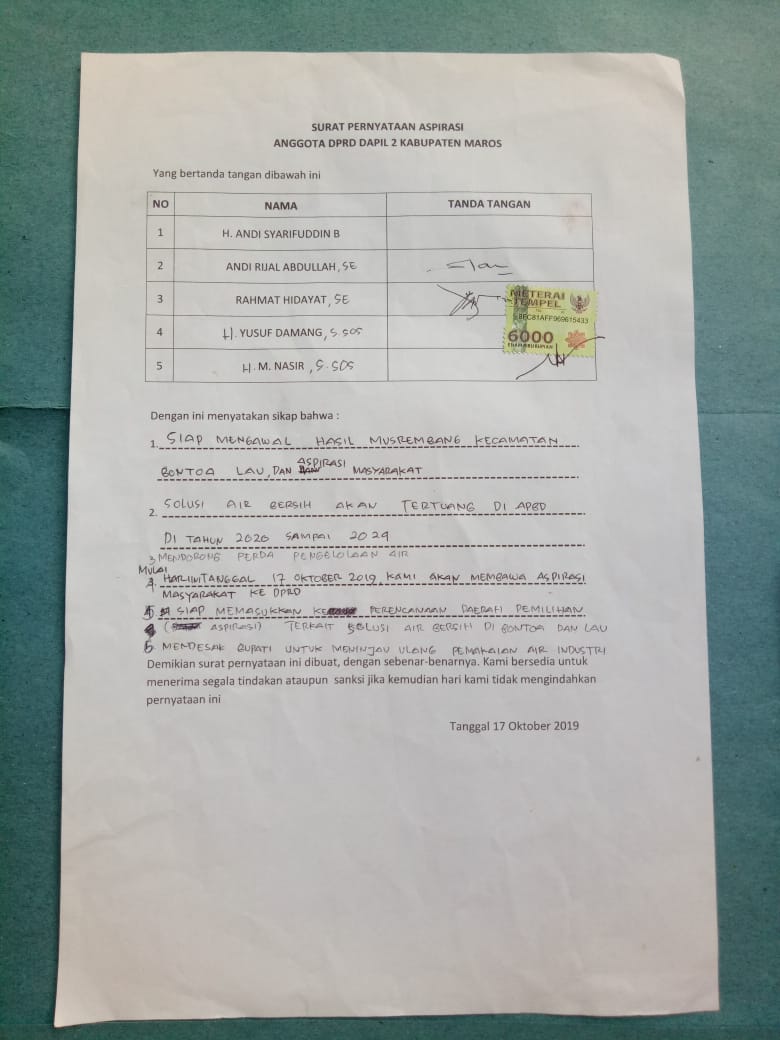 SURAT PERNYATAAN ASPIRASI
ANGGOTA DPRD DAPIL 2 KABUPATEN MAROS
Yang bertanda tangan dibawah ini
NO NAMA TANDA TANGAN
1 H. ANDI SYARIFUDDIN B
2 ANDI RIJAL ABDULLAH, SE
3 RAHMAT HIDAYAT, SE
4 H. YUSUF DAMANG, S.SOS
5 H. M. NASIR, S.SOS
METERAI
TEMPEL
6000
ENAM RIBU RUPIAH
Dengan ini menyatakan sikap bahwa :
1. SIAP MENGAWAL HASIL MUSREMBANG KECAMATAN
BONTOA LAU, DAN ASPIRASI MASYARAKAT
2. SOLUSI AIR BERSIH AKAN TERTUANG DI APBD
DI TAHUN 2020 SAMPAI 2024
3. MENDORONG PERDA PENGELOLAAN AIR
MULAI
4. HARI INI TANGGAL 17 OKTOBER 2019, KAMI AKAN MEMBAWA ASPIRASI
MASYARAKAT KE DPRD
5. SIAP MEMASUKKAN KE PERENCANAAN DAERAH PEMILIHAN
(ASPIRASI) TERKAIT SOLUSI AIR BERSIH DI BONTOA DAN LAU
6. MENDESAK BUPATI UNTUK MENINJAU ULANG PEMAKAIAN AIR INDUSTRI
Demikian surat pernyataan ini dibuat, dengan sebenar-benarnya. Kami bersedia untuk
menerima segala tindakan ataupun sanksi jika kemudian hari kami tidak mengindahkan
pernyataan ini
Tanggal 17 Oktober 2019